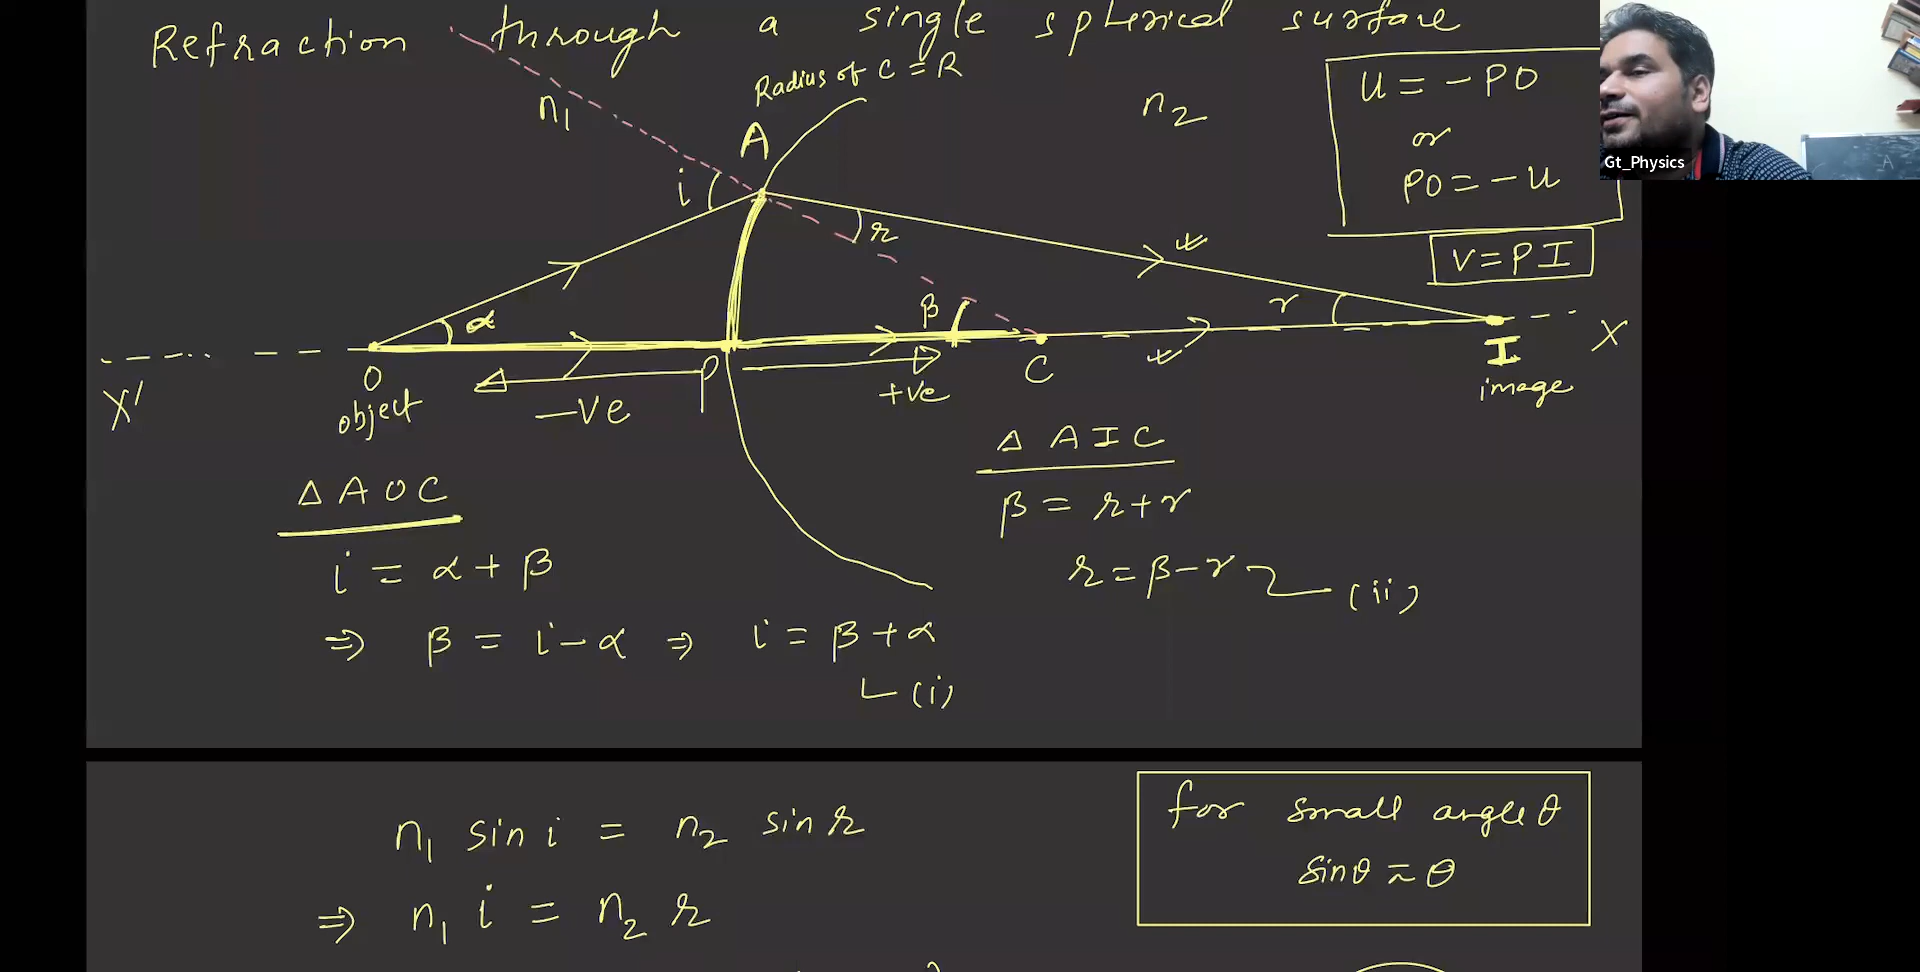 Refraction through a single spherical surface
Radius of C = R
n₁
n₂
U = -PO
or
PO = -U
V = PI
Gt_Physics
A
i
r
α
β
γ
X'
O
object
P
C
I
image
X
-Ve
+ve
Δ AOC
i = α + β
⇒ β = i - α ⇒ i = β + α
(i)
Δ AIC
β = r + γ
r = β - γ (ii)
n₁ sin i = n₂ sin r
⇒ n₁ i = n₂ r
for small angle θ
sinθ ≈ θ